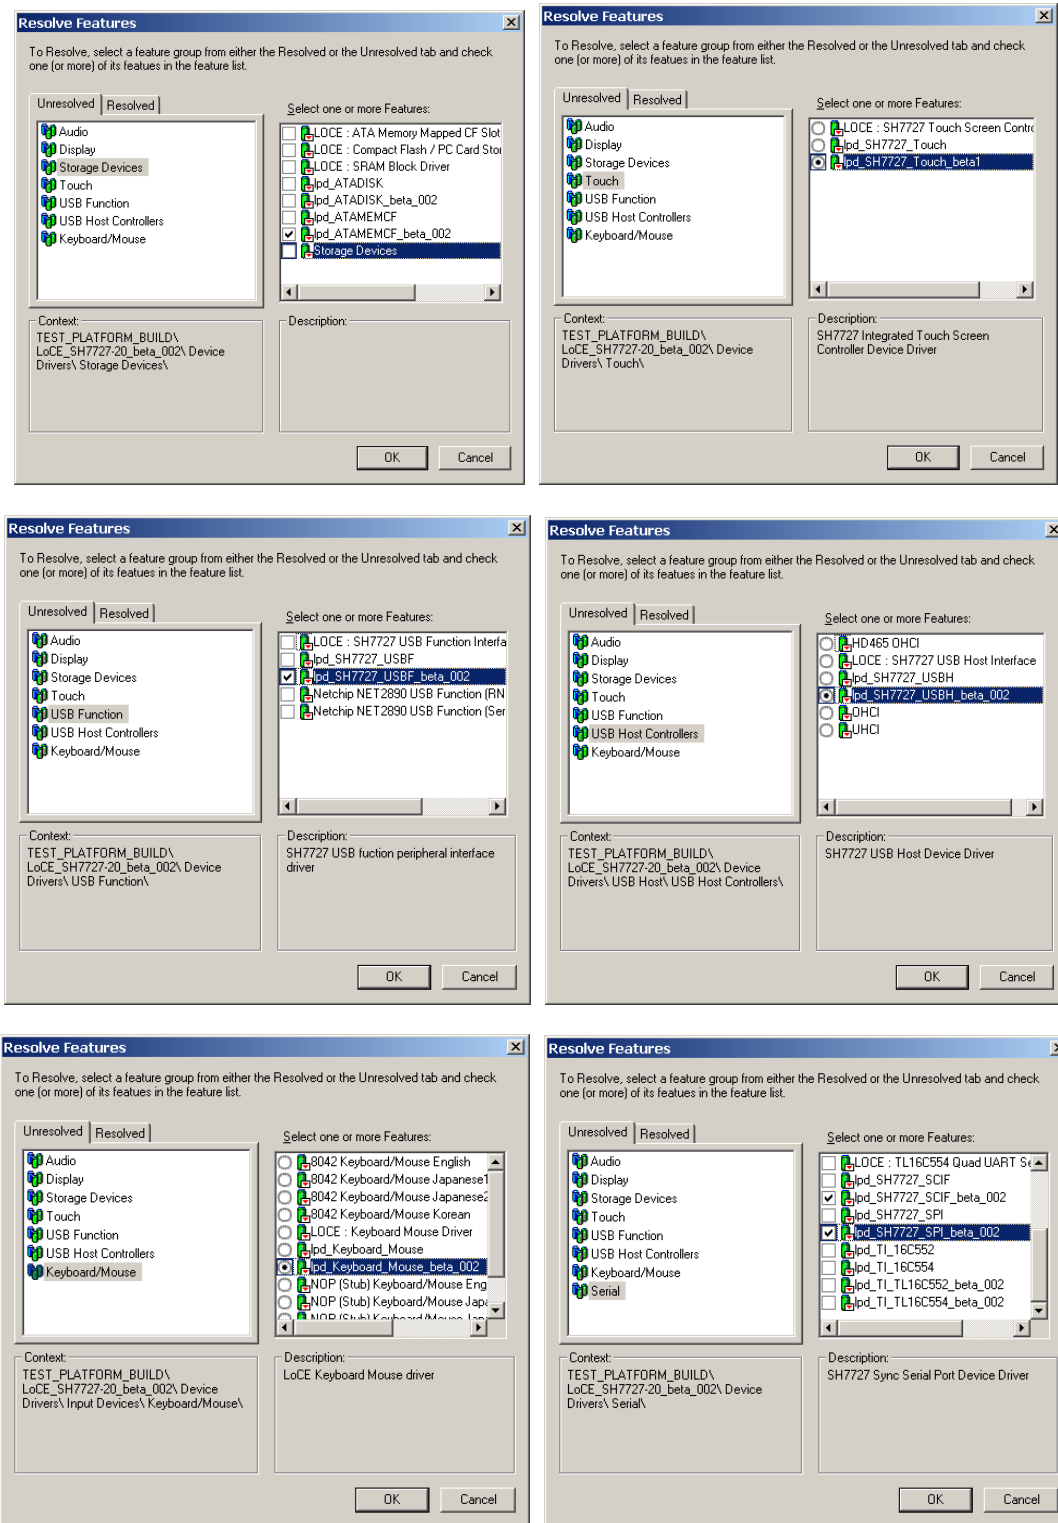 Resolve Features
To Resolve, select a feature group from either the Resolved or the Unresolved tab and check
one (or more) of its featues in the feature list.
Unresolved Resolved
Select one or more Features:
Audio
Display
Storage Devices
Touch
USB Function
USB Host Controllers
Keyboard/Mouse
LOCE : ATA Memory Mapped CF Slot
LOCE : Compact Flash / PC Card Stor
LOCE : SRAM Block Driver
lpd_ATADISK
lpd_ATADISK_beta_002
lpd_ATAMEMCF
lpd_ATAMEMCF_beta_002
Storage Devices
Context:
TEST_PLATFORM_BUILD\
LoCE_SH7727-20_beta_002\ Device
Drivers\ Storage Devices\
Description:
OK Cancel
Resolve Features
To Resolve, select a feature group from either the Resolved or the Unresolved tab and check
one (or more) of its featues in the feature list.
Unresolved Resolved
Select one or more Features:
Audio
Display
Storage Devices
Touch
USB Function
USB Host Controllers
Keyboard/Mouse
LOCE : SH7727 Touch Screen Contro
lpd_SH7727_Touch
lpd_SH7727_Touch_beta1
Context:
TEST_PLATFORM_BUILD\
LoCE_SH7727-20_beta_002\ Device
Drivers\ Touch\
Description:
SH7727 Integrated Touch Screen
Controller Device Driver
OK Cancel
Resolve Features
To Resolve, select a feature group from either the Resolved or the Unresolved tab and check
one (or more) of its featues in the feature list.
Unresolved Resolved
Select one or more Features:
Audio
Display
Storage Devices
Touch
USB Function
USB Host Controllers
Keyboard/Mouse
LOCE : SH7727 USB Function Interfa
lpd_SH7727_USBF
lpd_SH7727_USBF_beta_002
Netchip NET2890 USB Function (RN
Netchip NET2890 USB Function (Ser
Context:
TEST_PLATFORM_BUILD\
LoCE_SH7727-20_beta_002\ Device
Drivers\ USB Function\
Description:
SH7727 USB fuction peripheral interface
driver
OK Cancel
Resolve Features
To Resolve, select a feature group from either the Resolved or the Unresolved tab and check
one (or more) of its featues in the feature list.
Unresolved Resolved
Select one or more Features:
Audio
Display
Storage Devices
Touch
USB Function
USB Host Controllers
Keyboard/Mouse
HD465 OHCI
LOCE : SH7727 USB Host Interface
lpd_SH7727_USBH
lpd_SH7727_USBH_beta_002
OHCI
UHCI
Context:
TEST_PLATFORM_BUILD\
LoCE_SH7727-20_beta_002\ Device
Drivers\ USB Host\ USB Host Controllers\
Description:
SH7727 USB Host Device Driver
OK Cancel
Resolve Features
To Resolve, select a feature group from either the Resolved or the Unresolved tab and check
one (or more) of its featues in the feature list.
Unresolved Resolved
Select one or more Features:
Audio
Display
Storage Devices
Touch
USB Function
USB Host Controllers
Keyboard/Mouse
8042 Keyboard/Mouse English
8042 Keyboard/Mouse Japanese1
8042 Keyboard/Mouse Japanese2
8042 Keyboard/Mouse Korean
LOCE : Keyboard Mouse Driver
lpd_Keyboard_Mouse
lpd_Keyboard_Mouse_beta_002
NOP (Stub) Keyboard/Mouse Eng
NOP (Stub) Keyboard/Mouse Japa
NOP (Stub) Keyboard/Mouse Jap
Context:
TEST_PLATFORM_BUILD\
LoCE_SH7727-20_beta_002\ Device
Drivers\ Input Devices\ Keyboard/Mouse\
Description:
LoCE Keyboard Mouse driver
OK Cancel
Resolve Features
To Resolve, select a feature group from either the Resolved or the Unresolved tab and check
one (or more) of its featues in the feature list.
Unresolved Resolved
Select one or more Features:
Audio
Display
Storage Devices
Touch
USB Function
USB Host Controllers
Keyboard/Mouse
Serial
LOCE : TL16C554 Quad UART Se
lpd_SH7727_SCIF
lpd_SH7727_SCIF_beta_002
lpd_SH7727_SPI
lpd_SH7727_SPI_beta_002
lpd_TI_16C552
lpd_TI_16C554
lpd_TI_TL16C552_beta_002
lpd_TI_TL16C554_beta_002
Context:
TEST_PLATFORM_BUILD\
LoCE_SH7727-20_beta_002\ Device
Drivers\ Serial\
Description:
SH7727 Sync Serial Port Device Driver
OK Cancel